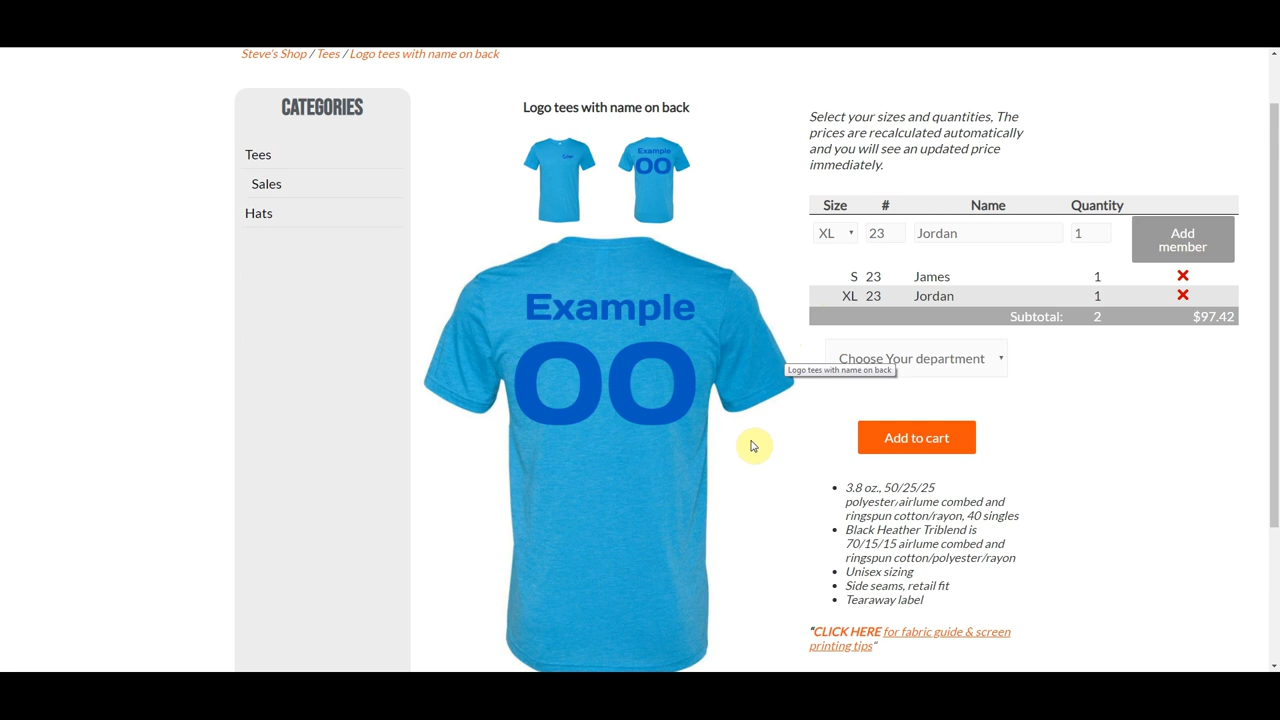 Steve's Shop / Tees / Logo tees with name on back
CATEGORIES
Tees
Sales
Hats
Logo tees with name on back
Example
OO
Example
OO
Select your sizes and quantities, The
prices are recalculated automatically
and you will see an updated price
immediately.
Size # Name Quantity
XL 23 Jordan 1 Add
member
S 23 James 1
XL 23 Jordan 1
Subtotal: 2 $97.42
Choose Your department
Logo tees with name on back
Add to cart
3.8 oz., 50/25/25
polyester/airlume combed and
ringspun cotton/rayon, 40 singles
Black Heather Triblend is
70/15/15 airlume combed and
ringspun cotton/polyester/rayon
Unisex sizing
Side seams, retail fit
Tearaway label
"CLICK HERE for fabric guide & screen
printing tips"